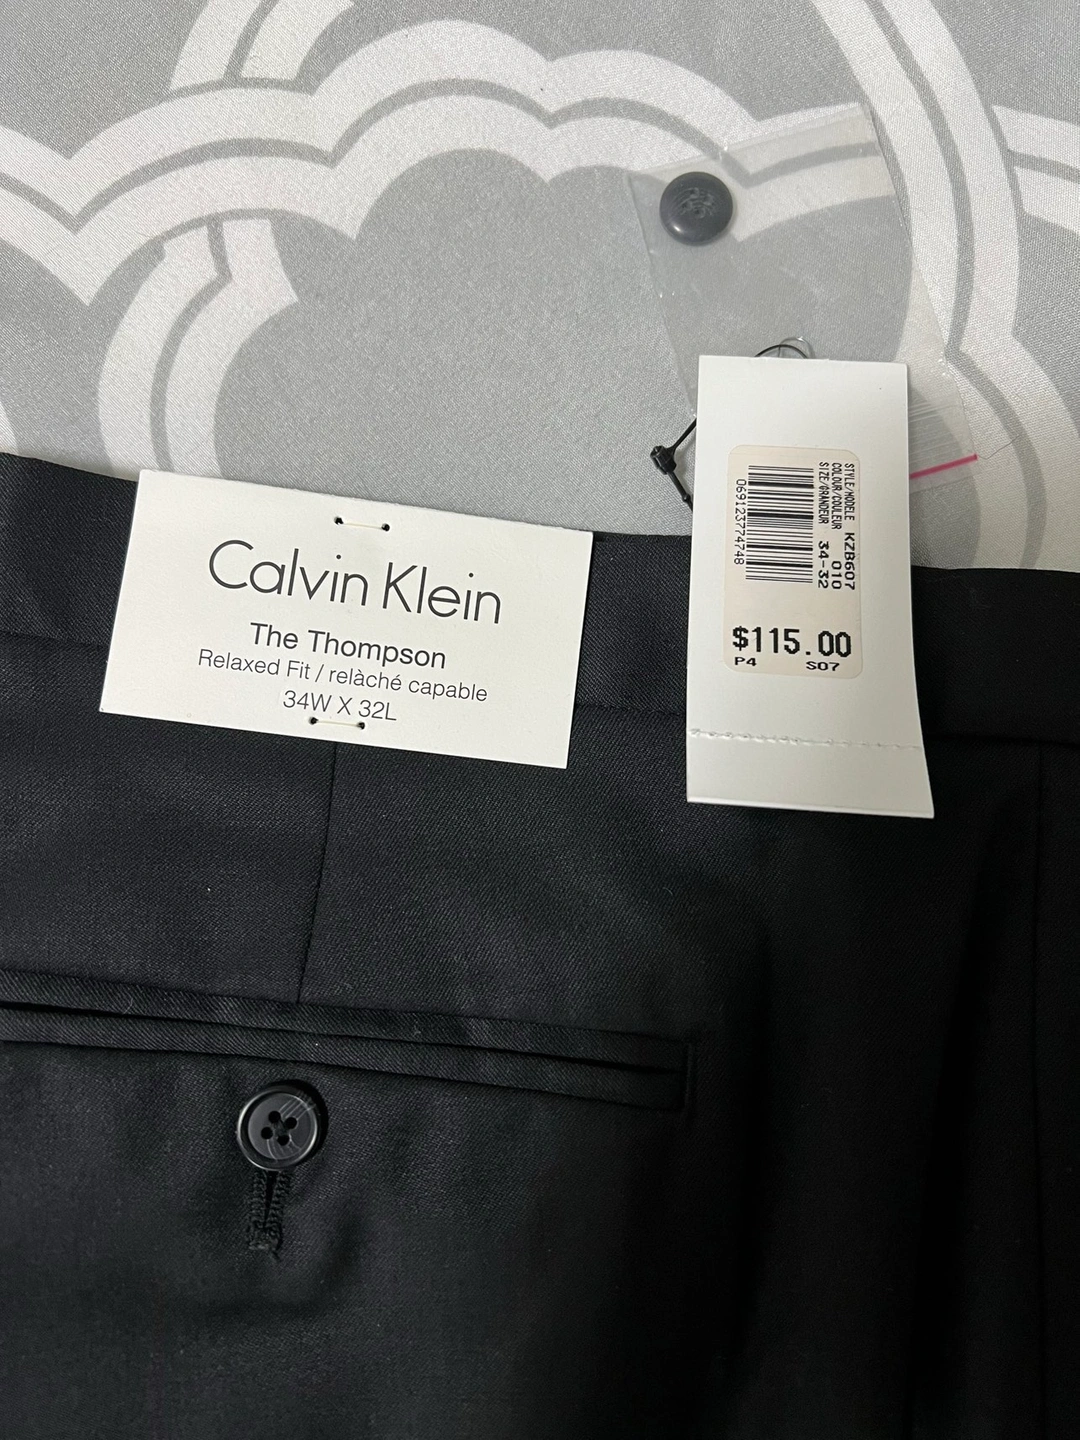 Calvin Klein
The Thompson
Relaxed Fit / relàché capable
34W X 32L
STYLE/MODELE KZB607
COLOUR/COULEUR 010
SIZE/GRANDEUR 34-32
069123774748
$115.00
P4 S07